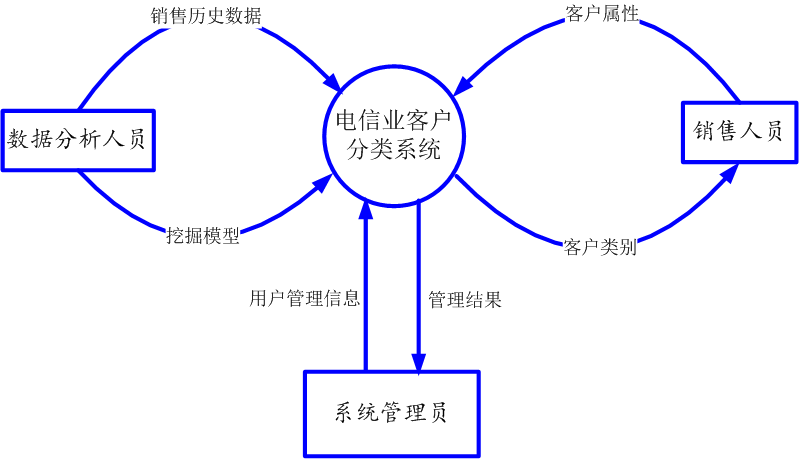 销售历史数据
客户属性
电信业客户
分类系统
数据分析人员
销售人员
挖掘模型
客户类别
用户管理信息
管理结果
系统管理员